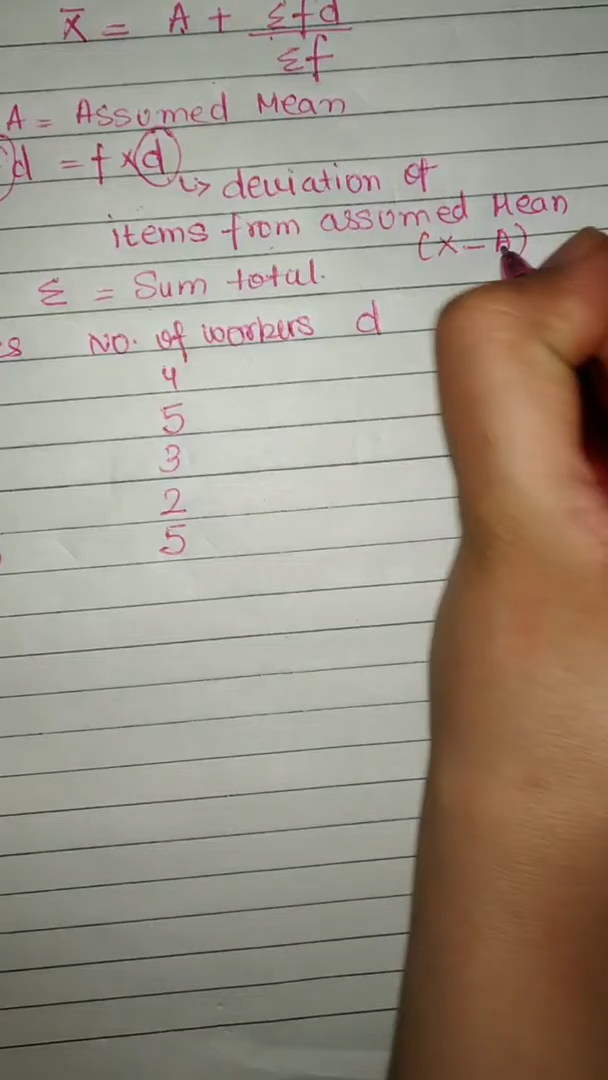 x̄ = A + Σfd
Σf
A = Assumed Mean
d = f × d
↳ deviation of
items from assumed Mean
(x - A)
Σ = Sum total.
s No. of workers d
4
5
3
2
5